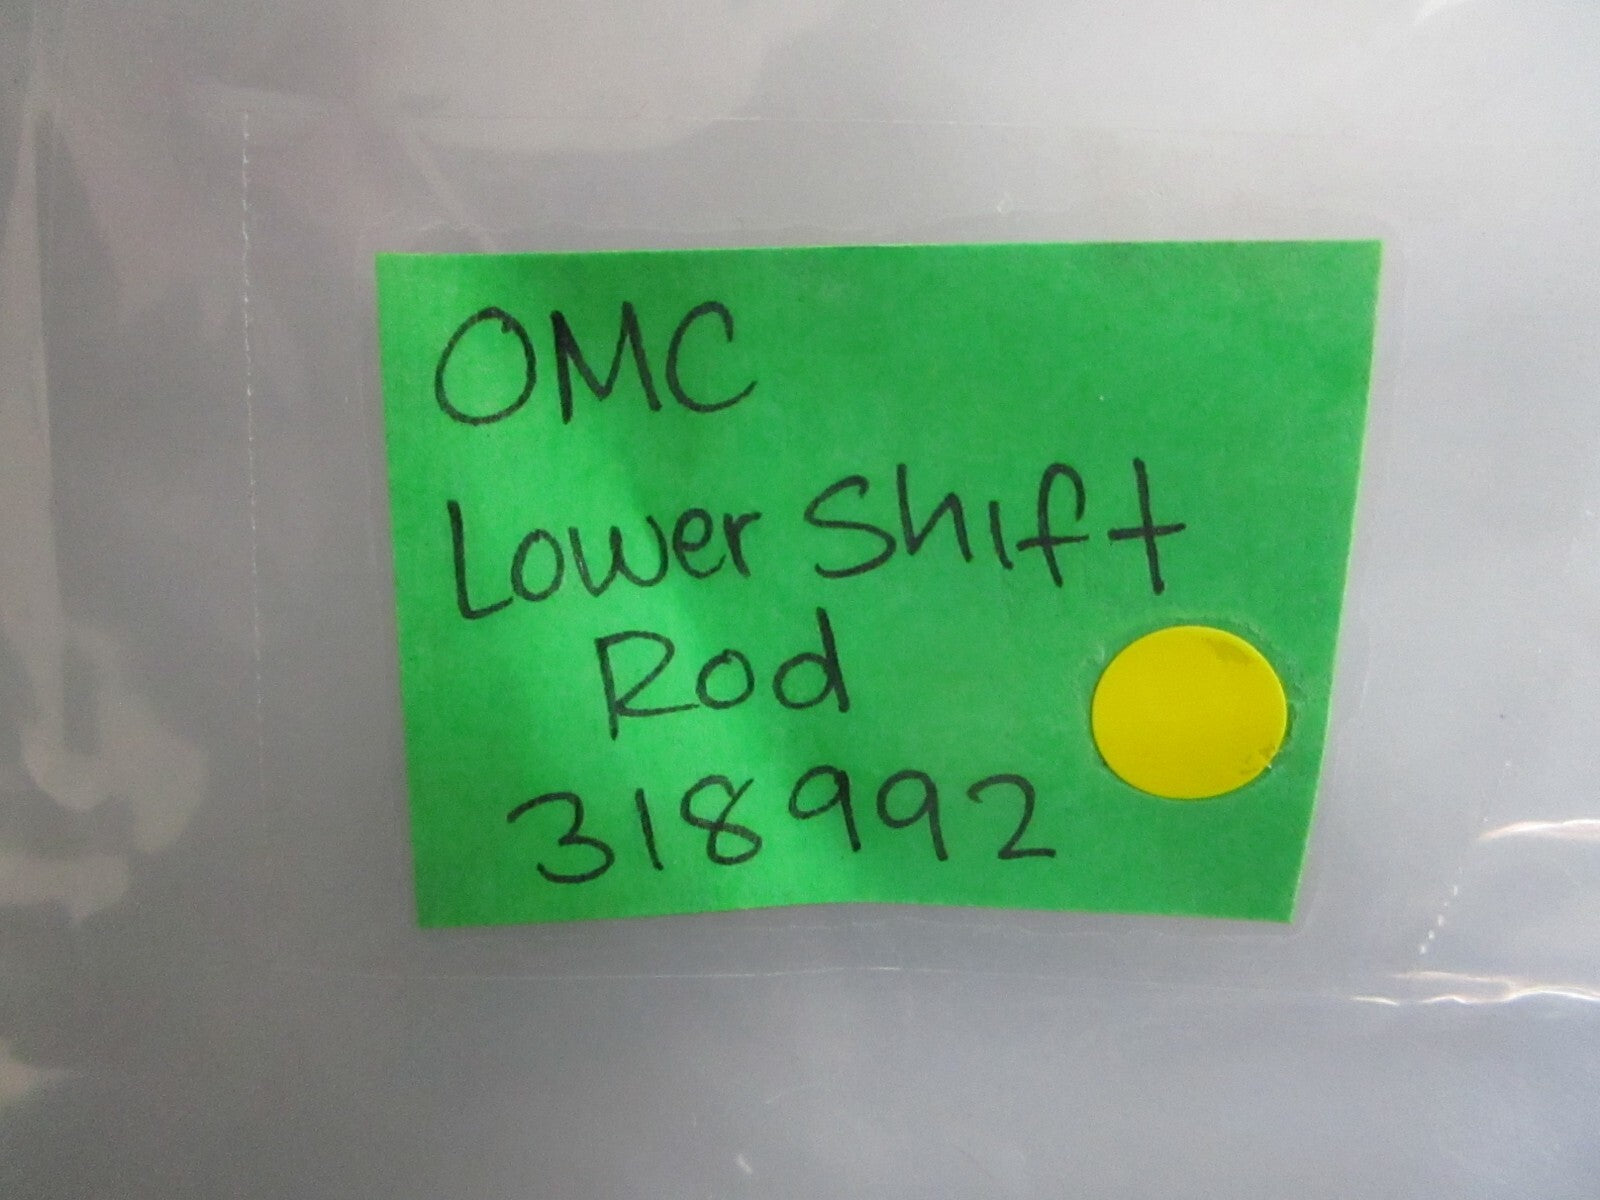 OMC
Lower Shift
Rod
318992